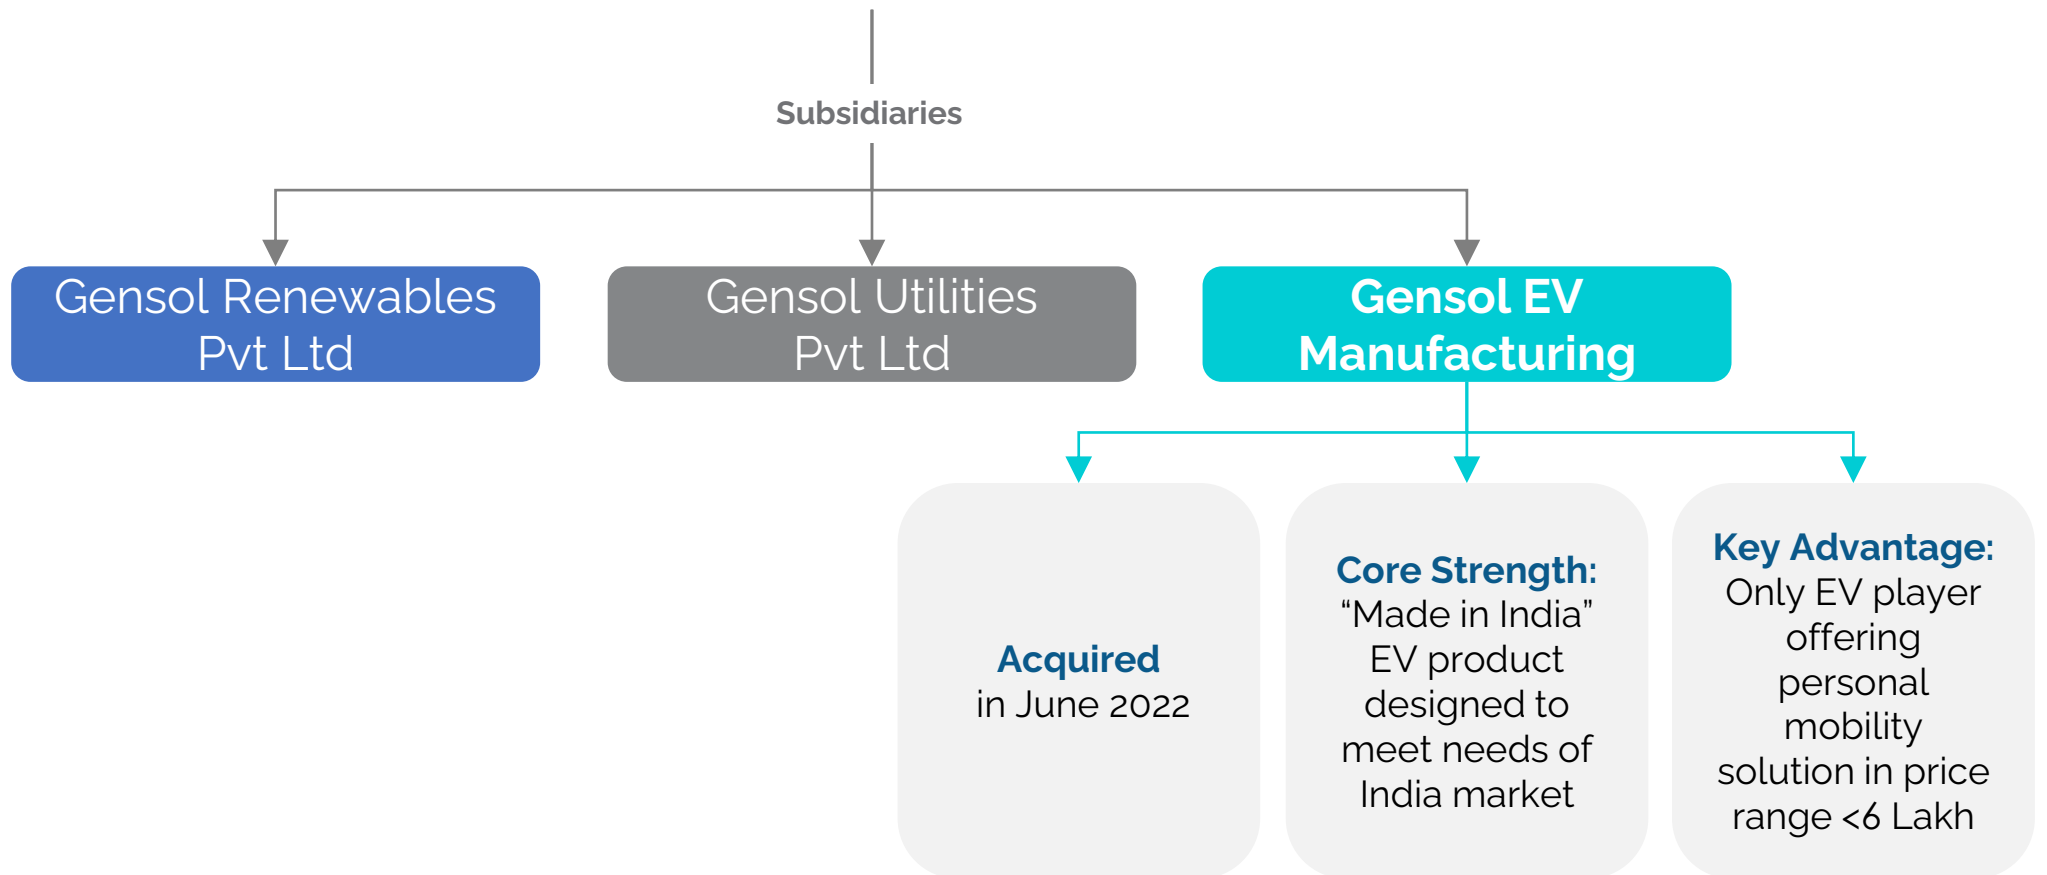 Subsidiaries
Gensol Renewables
Pvt Ltd
Gensol Utilities
Pvt Ltd
Gensol EV
Manufacturing
Acquired
in June 2022
Core Strength:
“Made in India”
EV product
designed to
meet needs of
India market
Key Advantage:
Only EV player
offering
personal
mobility
solution in price
range <6 Lakh